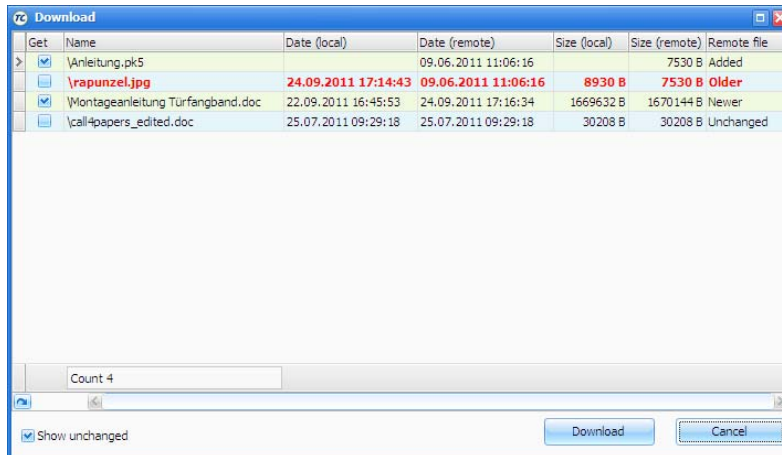 Download
Get Name Date (local) Date (remote) Size (local) Size (remote) Remote file
\Anleitung.pk5 09.06.2011 11:06:16 7530 B Added
\rapunzel.jpg 24.09.2011 17:14:43 09.06.2011 11:06:16 8930 B 7530 B Older
\Montageanleitung Türfangband.doc 22.09.2011 16:45:53 24.09.2011 17:16:34 1669632 B 1670144 B Newer
\call4papers_edited.doc 25.07.2011 09:29:18 25.07.2011 09:29:18 30208 B 30208 B Unchanged
Count 4
Show unchanged Download Cancel